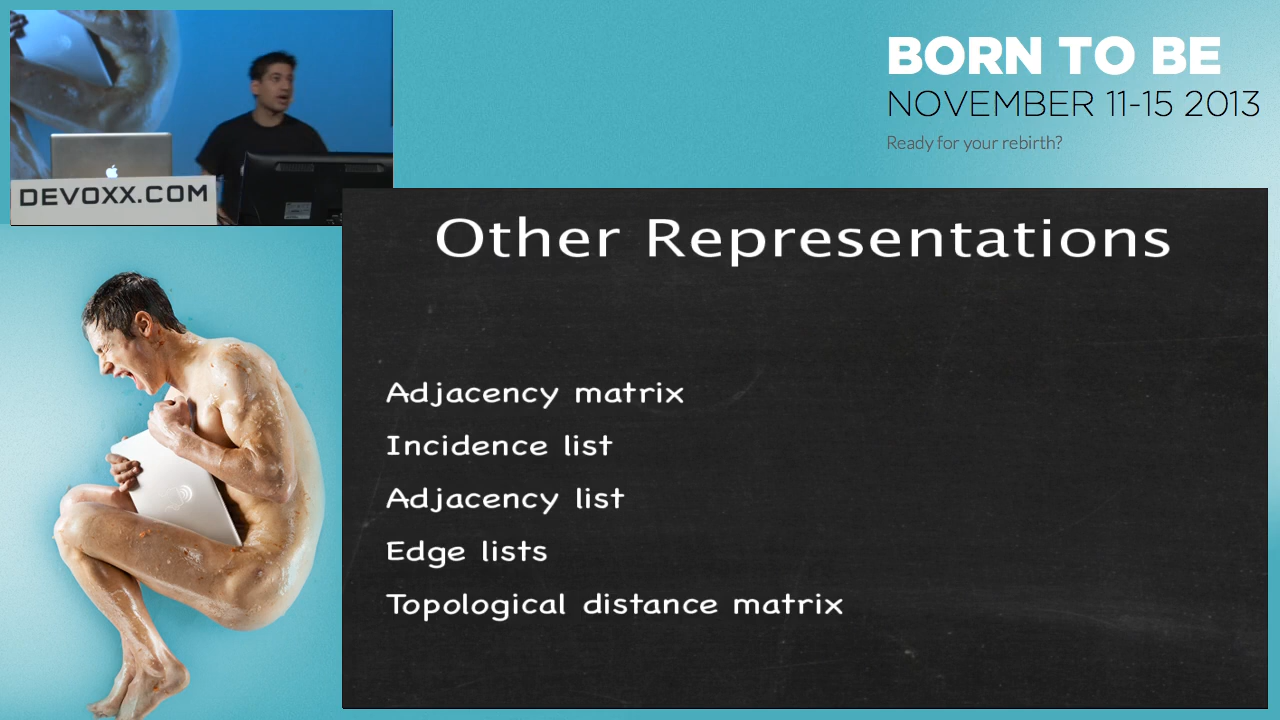 BORN TO BE
NOVEMBER 11-15 2013
Ready for your rebirth?
DEVOXX.COM
Other Representations
Adjacency matrix
Incidence list
Adjacency list
Edge lists
Topological distance matrix